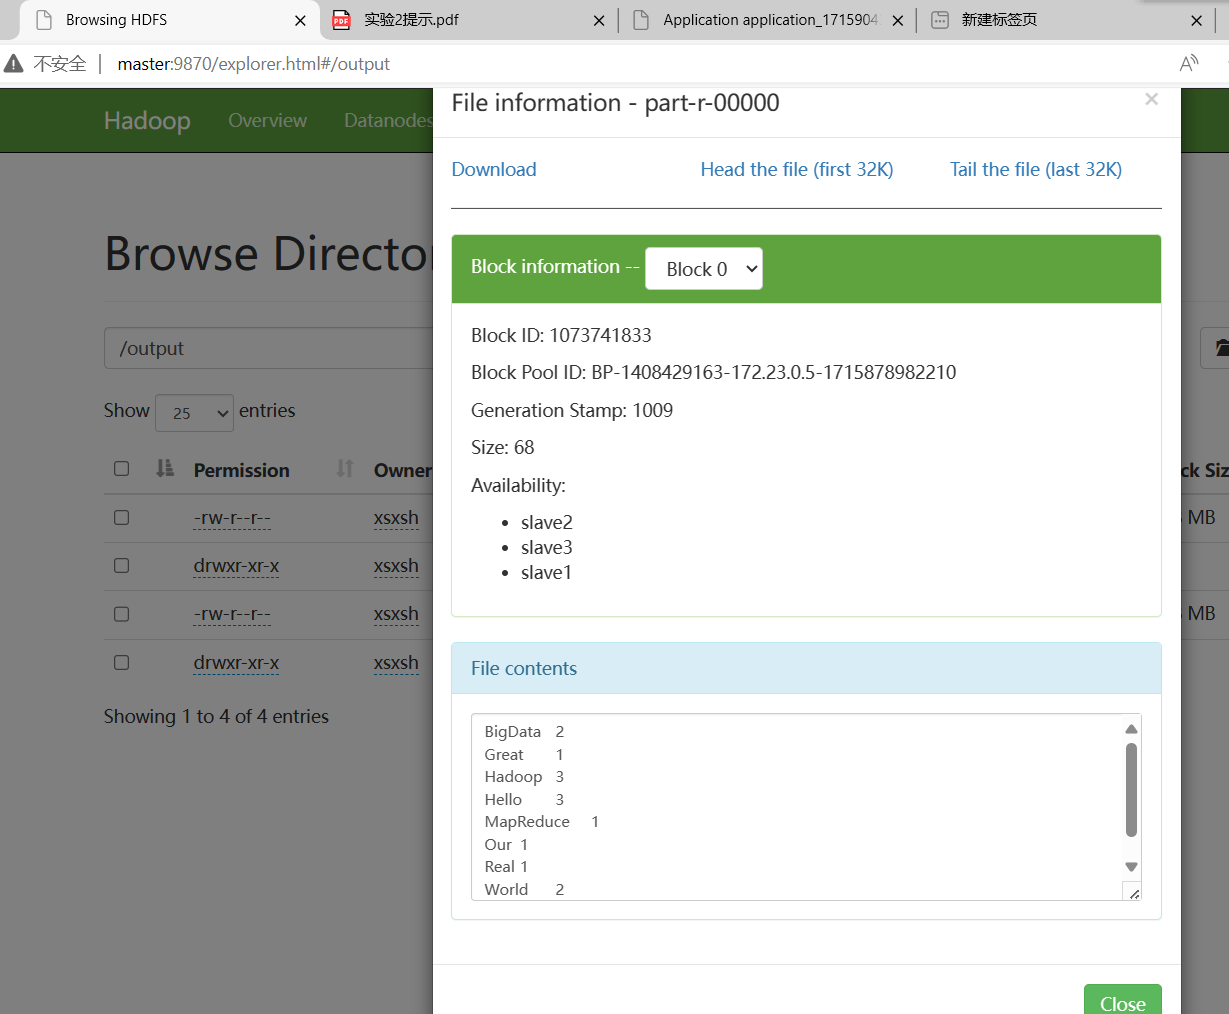 Browsing HDFS
实验2提示.pdf
Application application_1715904
新建标签页
不安全 | master:9870/explorer.html#/output
File information - part-r-00000
Hadoop Overview Datanodes
Download Head the file (first 32K) Tail the file (last 32K)
Browse Director
Block information -- Block 0
/output
Block ID: 1073741833
Block Pool ID: BP-1408429163-172.23.0.5-1715878982210
Show 25 entries
Generation Stamp: 1009
Size: 68
Permission Owner ck Siz
Availability:
-rw-r--r-- xsxsh MB
slave2
slave3
drwxr-xr-x xsxsh
slave1
-rw-r--r-- xsxsh MB
drwxr-xr-x xsxsh
File contents
Showing 1 to 4 of 4 entries
BigData 2
Great 1
Hadoop 3
Hello 3
MapReduce 1
Our 1
Real 1
World 2
Close